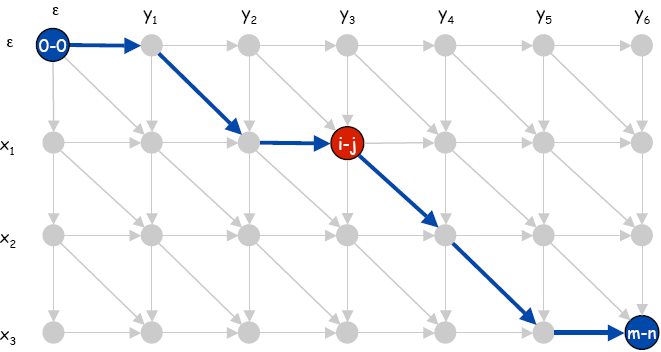 ε y₁ y₂ y₃ y₄ y₅ y₆
ε 0-0
x₁ i-j
x₂
x₃ m-n